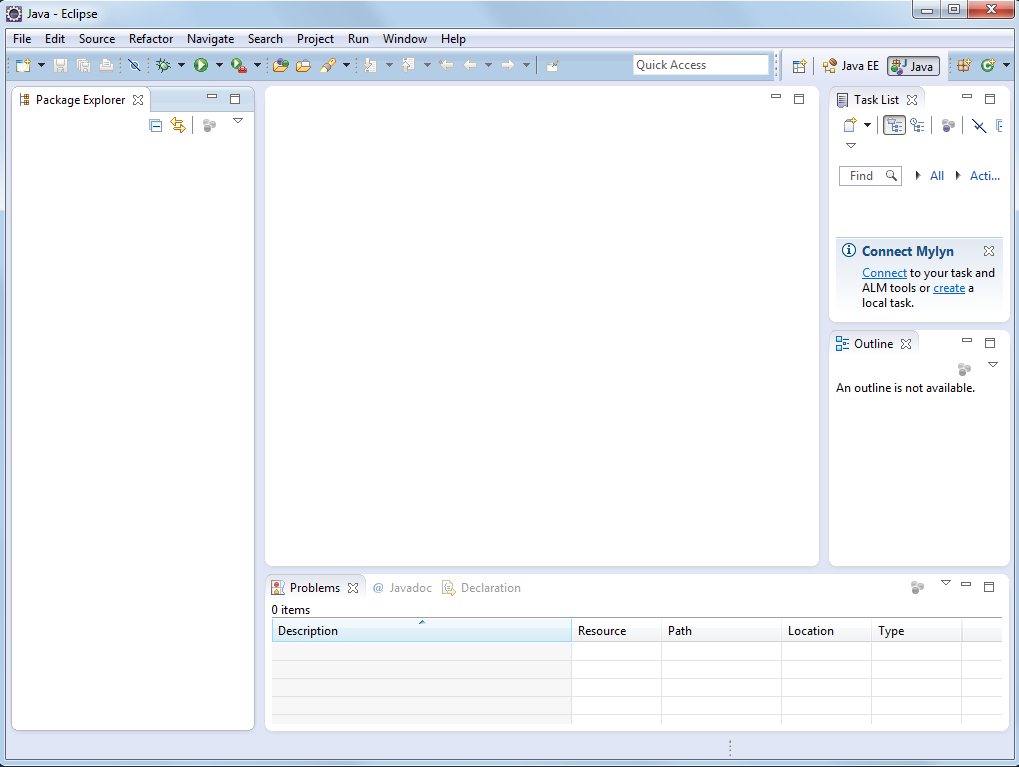 Java - Eclipse
File Edit Source Refactor Navigate Search Project Run Window Help
Quick Access
Java EE
Java
Package Explorer
Task List
Find
All
Acti...
Connect Mylyn
Connect to your task and
ALM tools or create a
local task.
Outline
An outline is not available.
Problems
@ Javadoc
Declaration
0 items
Description Resource Path Location Type